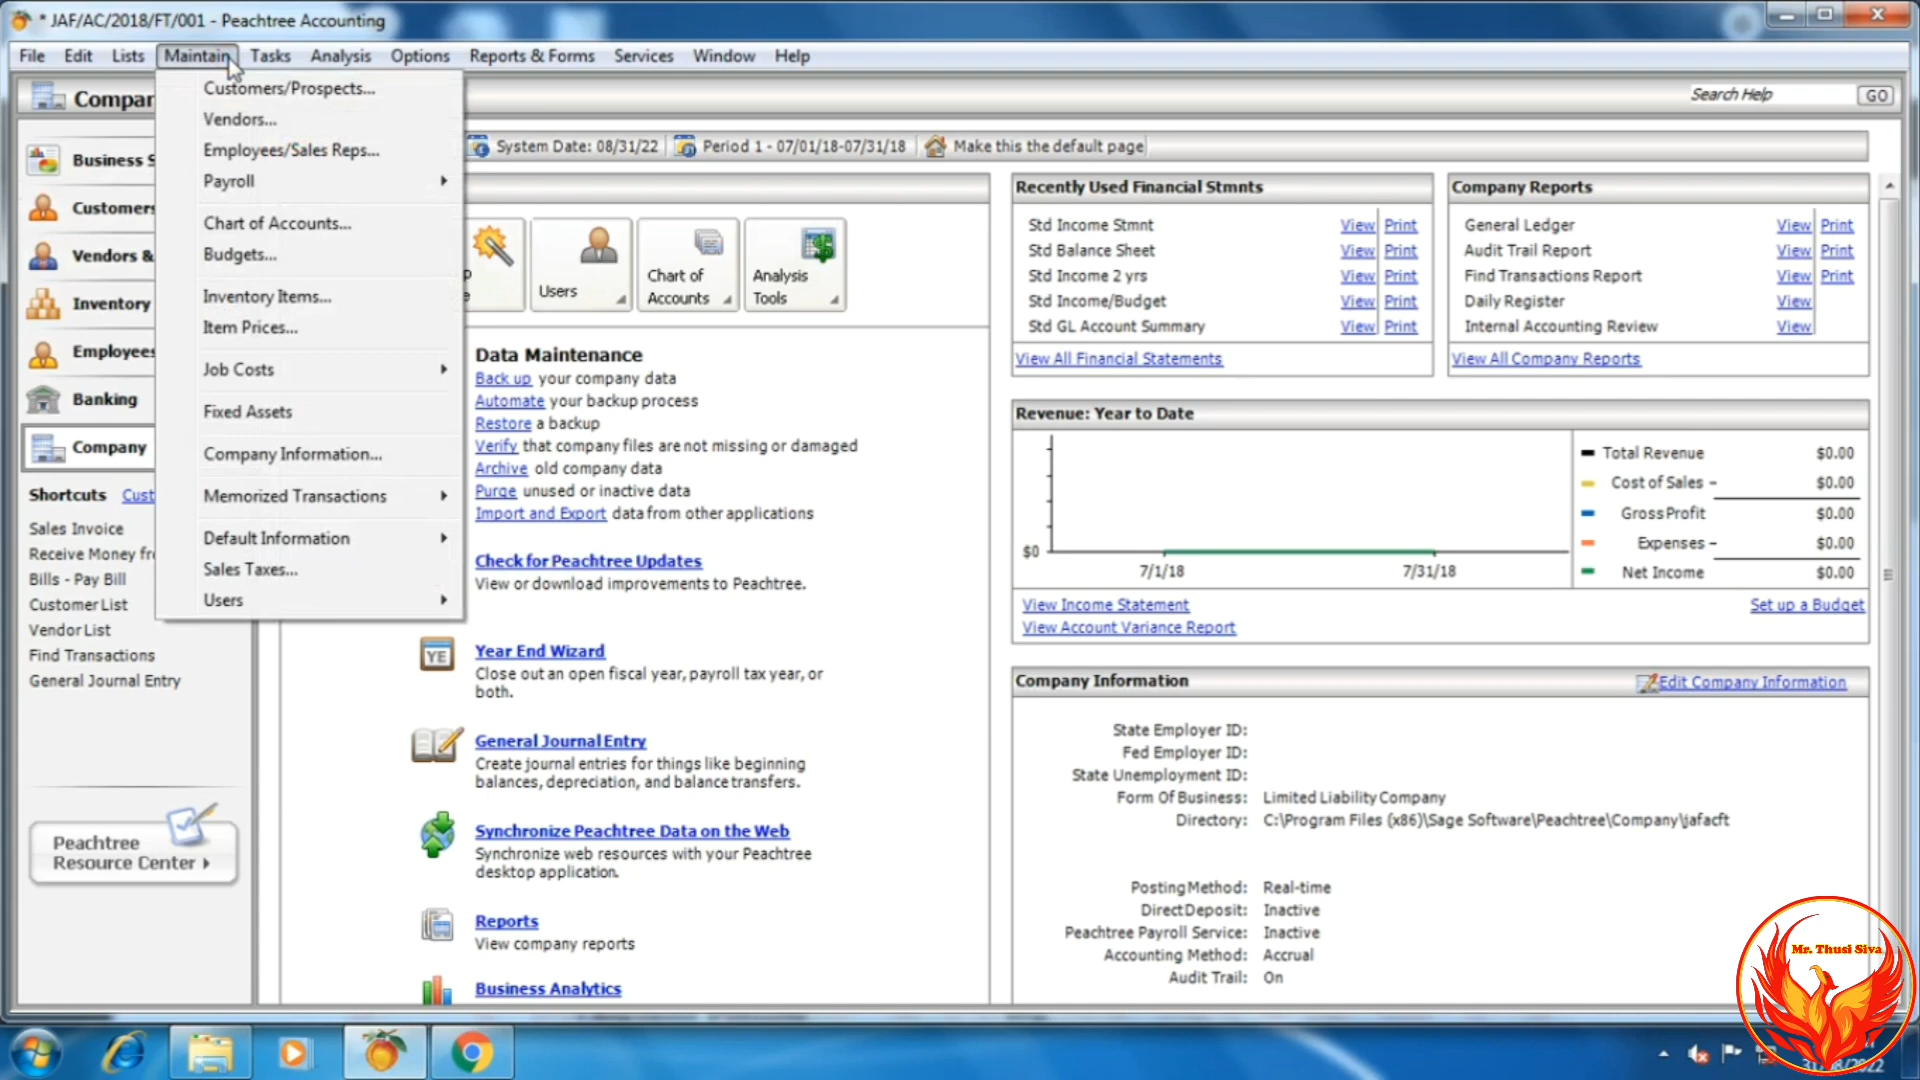 * JAF/AC/2018/FT/001 - Peachtree Accounting
File Edit Lists Maintain Tasks Analysis Options Reports & Forms Services Window Help
Compar
Search Help GO
System Date: 08/31/22 Period 1 - 07/01/18-07/31/18 Make this the default page
Customers/Prospects...
Vendors...
Employees/Sales Reps...
Payroll
Chart of Accounts...
Budgets...
Inventory Items...
Item Prices...
Job Costs
Fixed Assets
Company Information...
Memorized Transactions
Default Information
Sales Taxes...
Users
Business S
Customers
Vendors &
Inventory
Employees
Banking
Company
Shortcuts Cust
Sales Invoice
Receive Money fr
Bills - Pay Bill
Customer List
Vendor List
Find Transactions
General Journal Entry
Peachtree
Resource Center
Users
Chart of
Accounts
Analysis
Tools
Data Maintenance
Back up your company data
Automate your backup process
Restore a backup
Verify that company files are not missing or damaged
Archive old company data
Purge unused or inactive data
Import and Export data from other applications
Check for Peachtree Updates
View or download improvements to Peachtree.
YE
Year End Wizard
Close out an open fiscal year, payroll tax year, or
both.
General Journal Entry
Create journal entries for things like beginning
balances, depreciation, and balance transfers.
Synchronize Peachtree Data on the Web
Synchronize web resources with your Peachtree
desktop application.
Reports
View company reports
Business Analytics
Recently Used Financial Stmnts
Std Income Stmnt View Print
Std Balance Sheet View Print
Std Income 2 yrs View Print
Std Income/Budget View Print
Std GL Account Summary View Print
View All Financial Statements
Company Reports
General Ledger View Print
Audit Trail Report View Print
Find Transactions Report View Print
Daily Register View
Internal Accounting Review View
View All Company Reports
Revenue: Year to Date
$0
7/1/18 7/31/18
Total Revenue $0.00
Cost of Sales – $0.00
Gross Profit $0.00
Expenses – $0.00
Net Income $0.00
View Income Statement
Set up a Budget
View Account Variance Report
Company Information
Edit Company Information
State Employer ID:
Fed Employer ID:
State Unemployment ID:
Form Of Business: Limited Liability Company
Directory: C:\Program Files (x86)\Sage Software\Peachtree\Company\jafacft
Posting Method: Real-time
Direct Deposit: Inactive
Peachtree Payroll Service: Inactive
Accounting Method: Accrual
Audit Trail: On
Mr. Thusi Siva